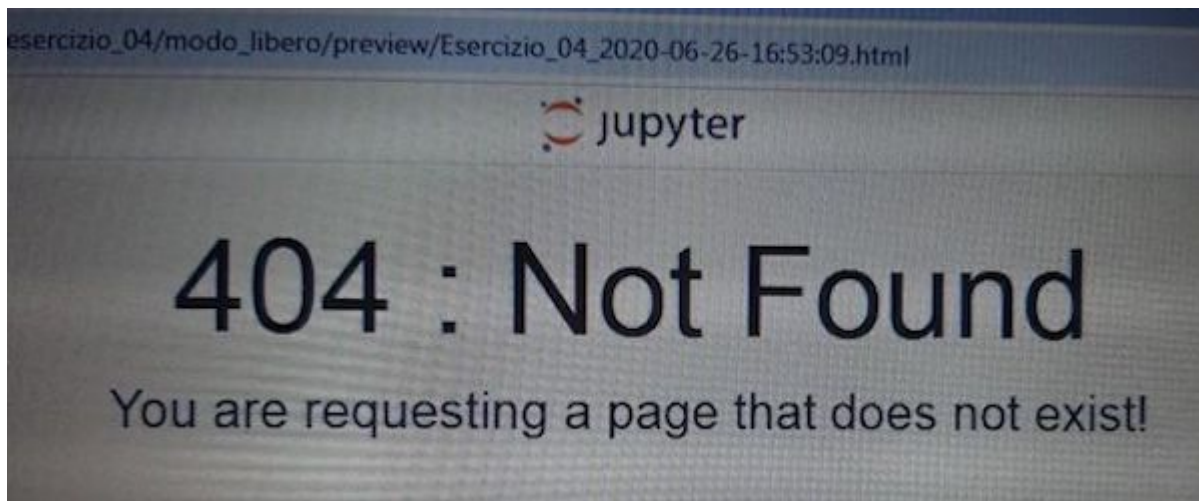 esercizio_04/modo_libero/preview/Esercizio_04_2020-06-26-16:53:09.html
jupyter
404 : Not Found
You are requesting a page that does not exist!